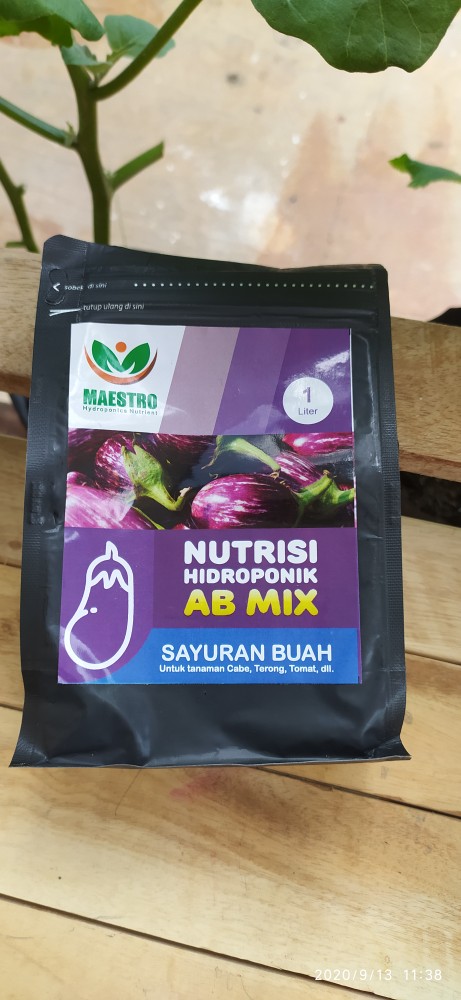 sobek di sini
tutup ulang di sini
MAESTRO
Hydroponics Nutrient
1
Liter
NUTRISI
HIDROPONIK
AB MIX
SAYURAN BUAH
Untuk tanaman Cabe, Terong, Tomat, dll.
2020/9/13 11:38